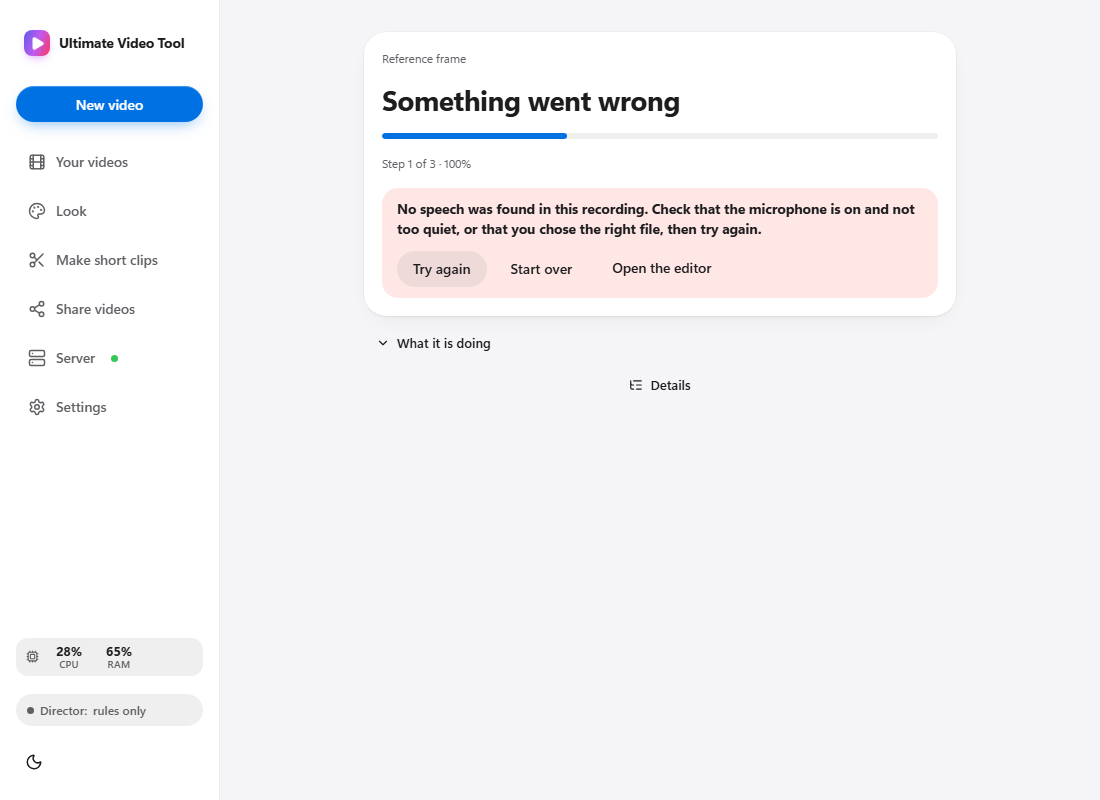 Ultimate Video Tool
New video
Your videos
Look
Make short clips
Share videos
Server
Settings
28%
CPU
65%
RAM
Director: rules only
Reference frame
Something went wrong
Step 1 of 3 · 100%
No speech was found in this recording. Check that the microphone is on and not
too quiet, or that you chose the right file, then try again.
Try again
Start over
Open the editor
What it is doing
Details